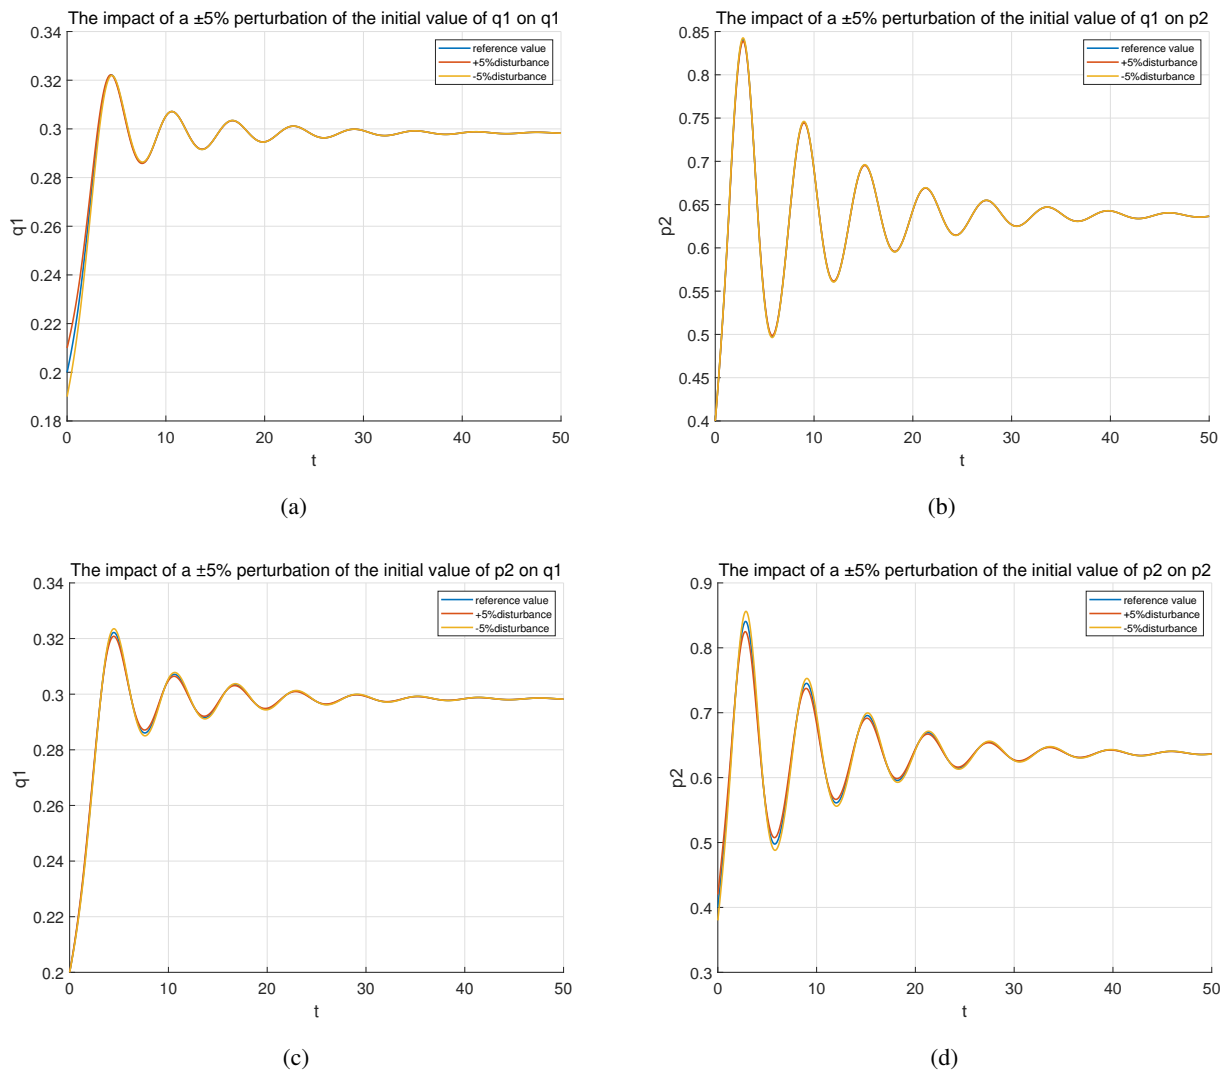 The impact of a ±5% perturbation of the initial value of q1 on q1
0.34
0.32
0.3
0.28
0.26
0.24
0.22
0.2
0.18
q1
reference value
+5%disturbance
-5%disturbance
0 10 20 30 40 50
t
(a)
The impact of a ±5% perturbation of the initial value of q1 on p2
0.85
0.8
0.75
0.7
0.65
0.6
0.55
0.5
0.45
0.4
p2
reference value
+5%disturbance
-5%disturbance
0 10 20 30 40 50
t
(b)
The impact of a ±5% perturbation of the initial value of p2 on q1
0.34
0.32
0.3
0.28
0.26
0.24
0.22
0.2
q1
reference value
+5%disturbance
-5%disturbance
0 10 20 30 40 50
t
(c)
The impact of a ±5% perturbation of the initial value of p2 on p2
0.9
0.8
0.7
0.6
0.5
0.4
0.3
p2
reference value
+5%disturbance
-5%disturbance
0 10 20 30 40 50
t
(d)